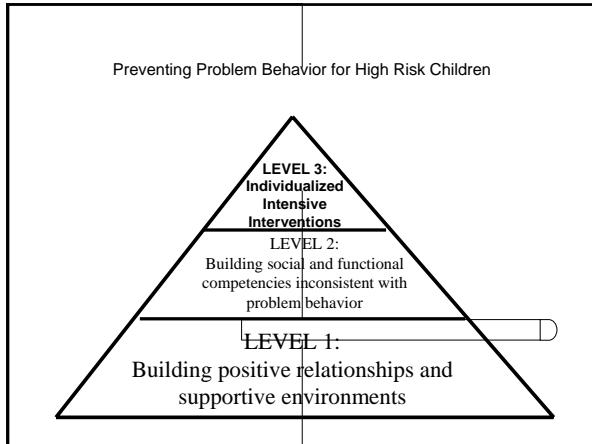 Preventing Problem Behavior for High Risk Children
LEVEL 3:
Individualized
Intensive
Interventions
LEVEL 2:
Building social and functional
competencies inconsistent with
problem behavior
LEVEL 1:
Building positive relationships and
supportive environments